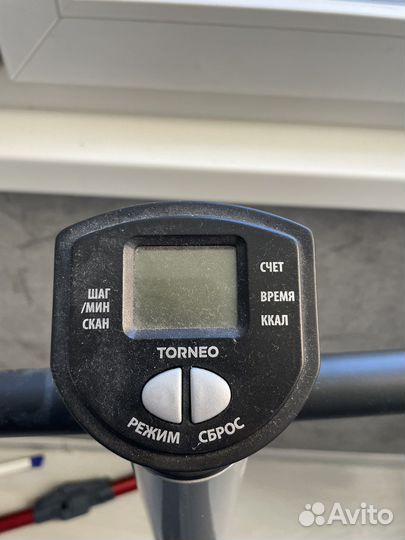 ШАГ
/МИН
СКАН
СЧЕТ
ВРЕМЯ
ККАЛ
TORNEO
РЕЖИМ СБРОС
Avito